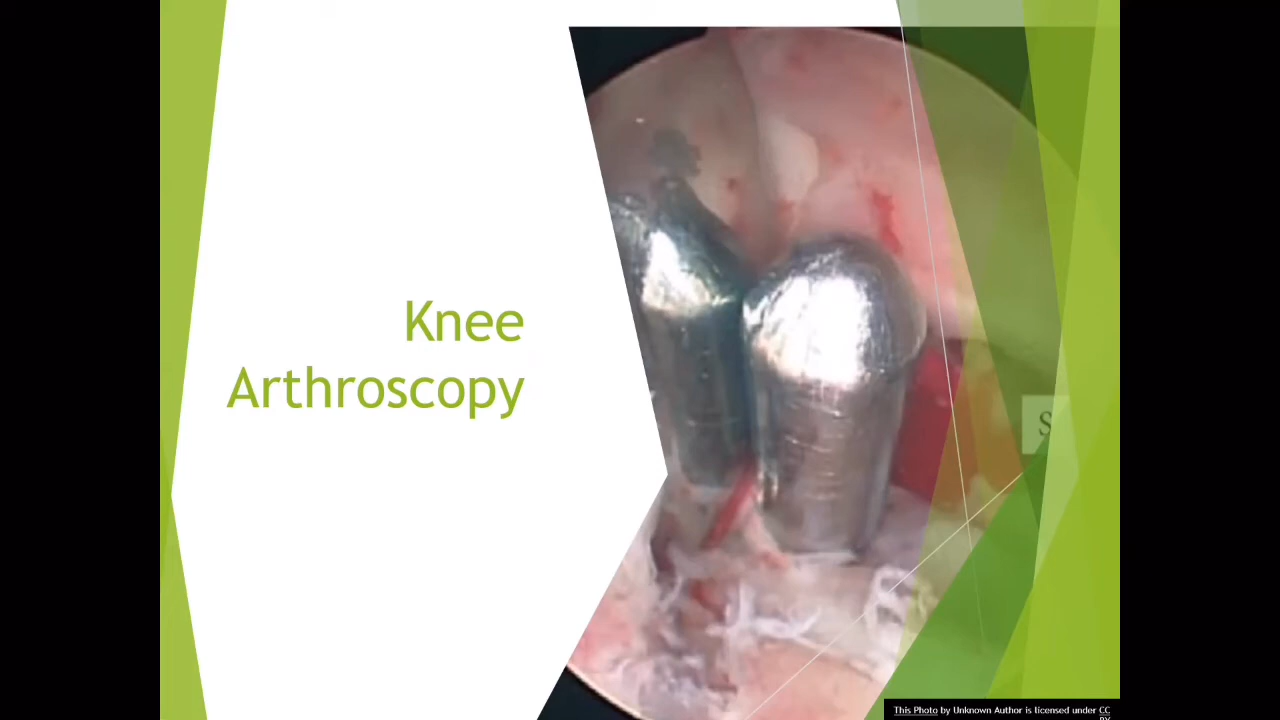 Knee
Arthroscopy
S
This Photo by Unknown Author is licensed under CC